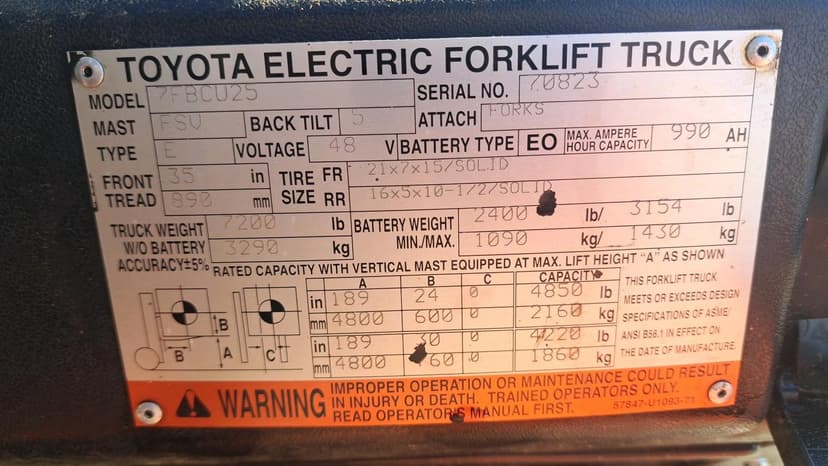 TOYOTA ELECTRIC FORKLIFT TRUCK
MODEL 7FBCU25 SERIAL NO. 70823
MAST FSV BACK TILT 5 ATTACH FORKS
TYPE E VOLTAGE 48 V BATTERY TYPE EO MAX. AMPERE HOUR CAPACITY 990 AH
FRONT TREAD 35 in 890 mm
TIRE SIZE FR 21x7x15/SOLID
RR 16x5x10-1/2/SOLID
TRUCK WEIGHT W/O BATTERY ACCURACY±5% 7200 lb 3290 kg
BATTERY WEIGHT MIN./MAX. 2400 lb/ 3154 lb
1090 kg/ 1430 kg
RATED CAPACITY WITH VERTICAL MAST EQUIPPED AT MAX. LIFT HEIGHT "A" AS SHOWN
A B C CAPACITY
in 189 24 0 4850 lb
mm 4800 600 0 2160 kg
in 189 0 4220 lb
mm 4800 0 1860 kg
B
B A C
THIS FORKLIFT TRUCK
MEETS OR EXCEEDS DESIGN
SPECIFICATIONS OF ASME/
ANSI B56.1 IN EFFECT ON
THE DATE OF MANUFACTURE.
WARNING
IMPROPER OPERATION OR MAINTENANCE COULD RESULT
IN INJURY OR DEATH. TRAINED OPERATORS ONLY.
READ OPERATOR'S MANUAL FIRST.
57847-U1093-71